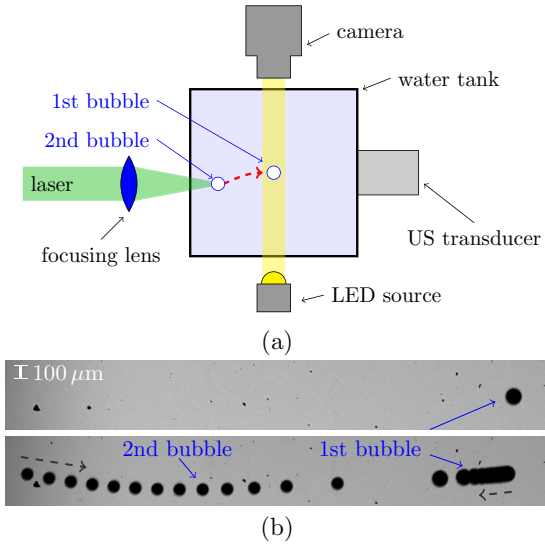 camera
water tank
1st bubble
2nd bubble
laser
focusing lens
US transducer
LED source
(a)
100 μm
2nd bubble
1st bubble
(b)